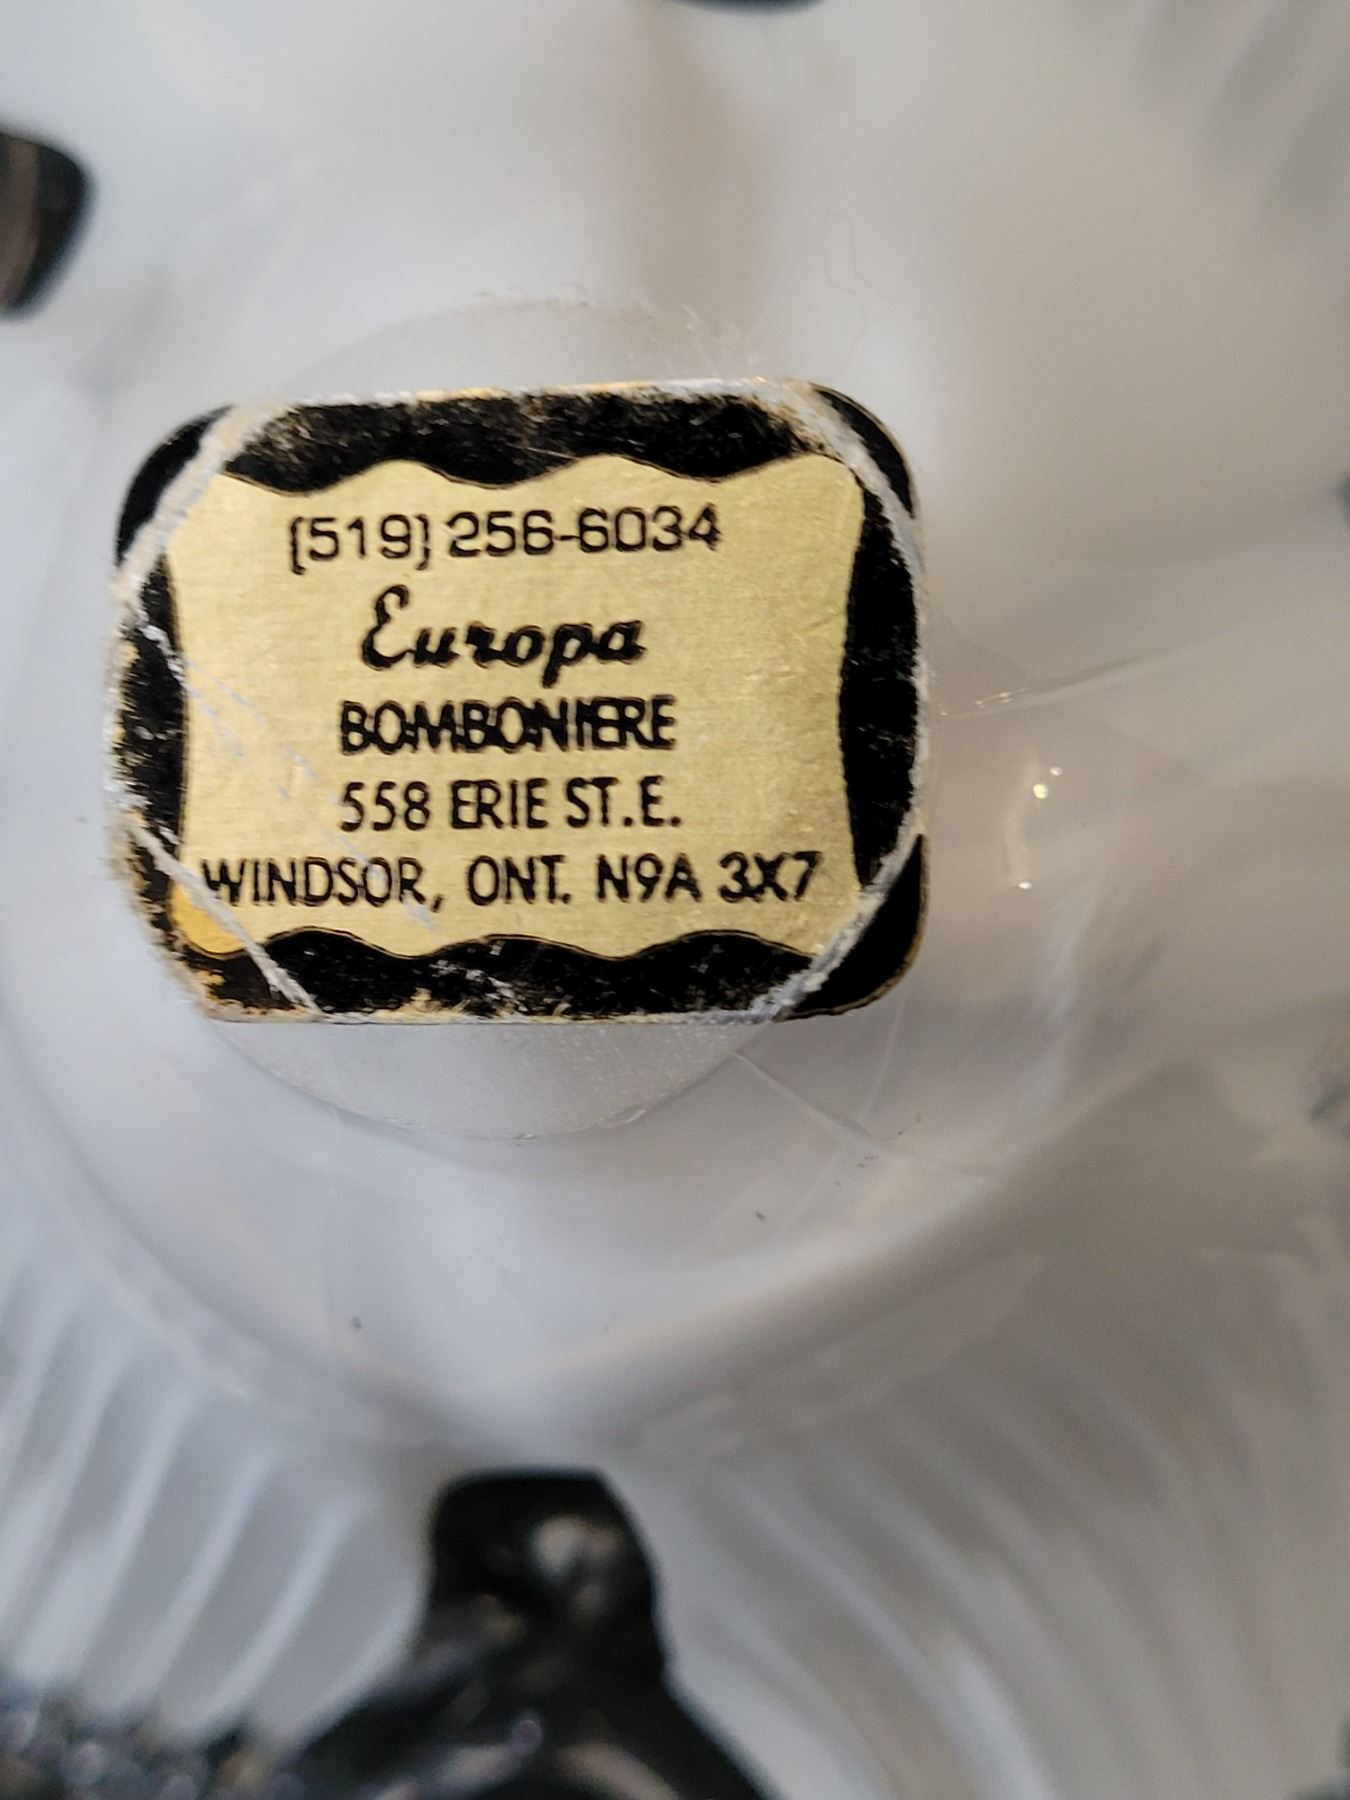 (519) 256-6034
Europa
BOMBONIERE
558 ERIE ST.E.
WINDSOR, ONT. N9A 3X7